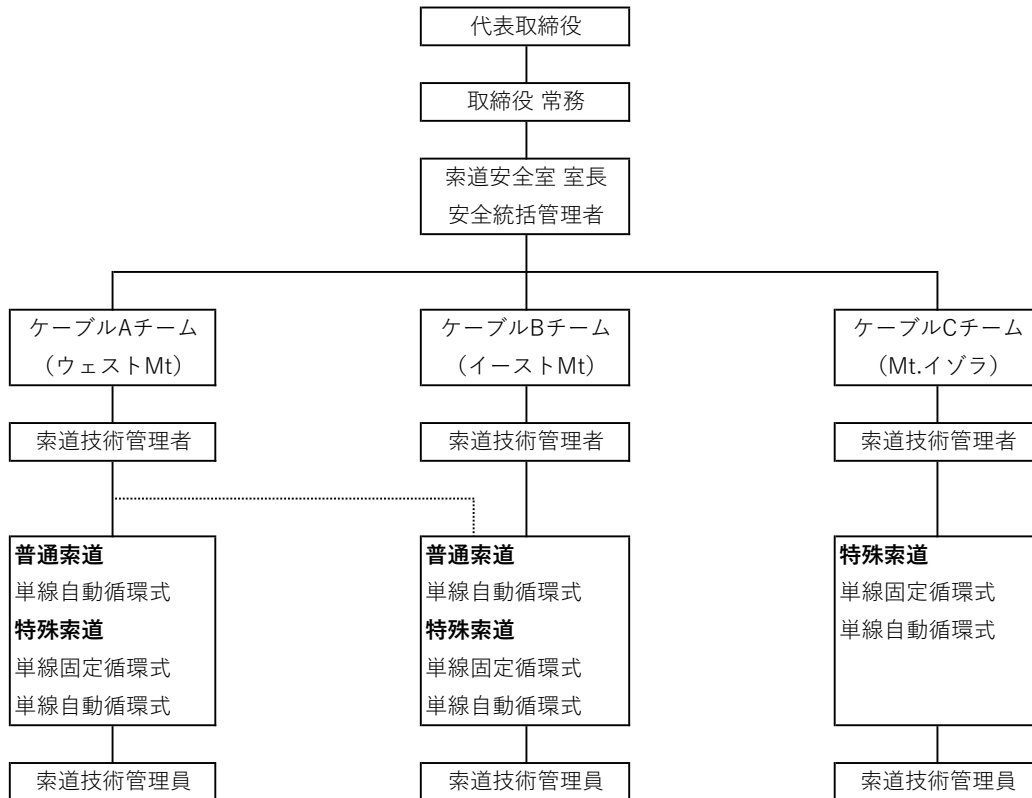 代表取締役
取締役 常務
索道安全室 室長
安全統括管理者
ケーブルAチーム
（ウェストMt）
ケーブルBチーム
（イーストMt）
ケーブルCチーム
（Mt.イゾラ）
索道技術管理者
索道技術管理者
索道技術管理者
普通索道
単線自動循環式
特殊索道
単線固定循環式
単線自動循環式
普通索道
単線自動循環式
特殊索道
単線固定循環式
単線自動循環式
特殊索道
単線固定循環式
単線自動循環式
索道技術管理員
索道技術管理員
索道技術管理員